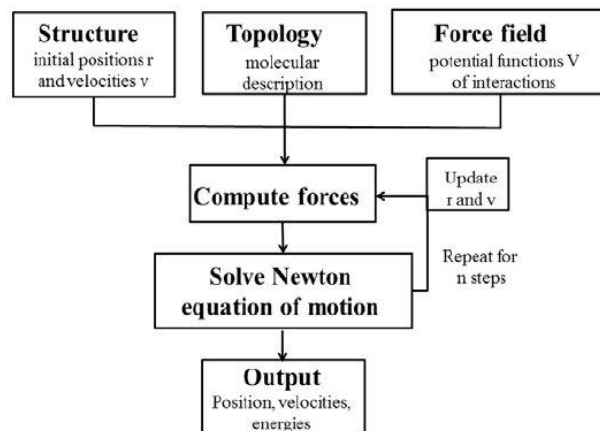 Structure
initial positions r
and velocities v
Topology
molecular
description
Force field
potential functions V
of interactions
Compute forces
Update
r and v
Solve Newton
equation of motion
Repeat for
n steps
Output
Position, velocities,
energies